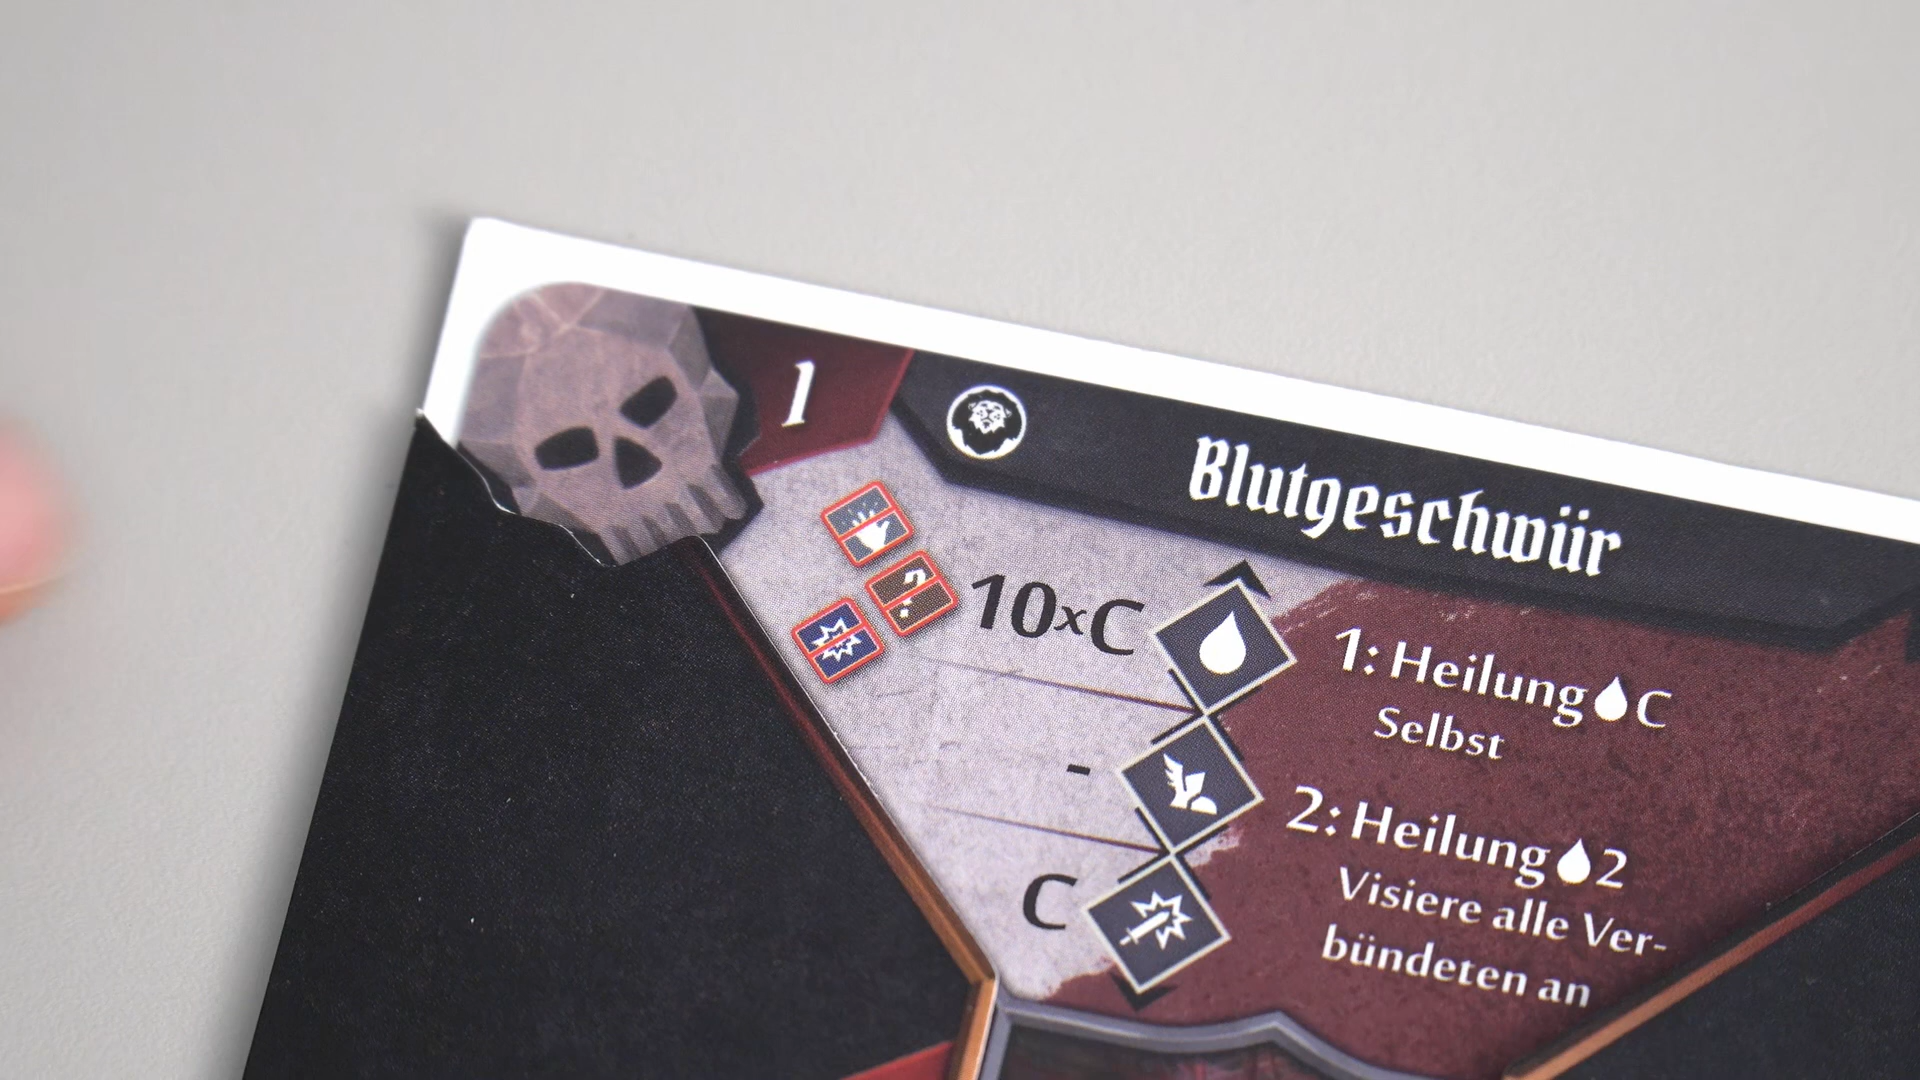 1
Blutgeschwür
10xC
-
C
1: Heilung C
Selbst
2: Heilung 2
Visiere alle Ver-
bündeten an